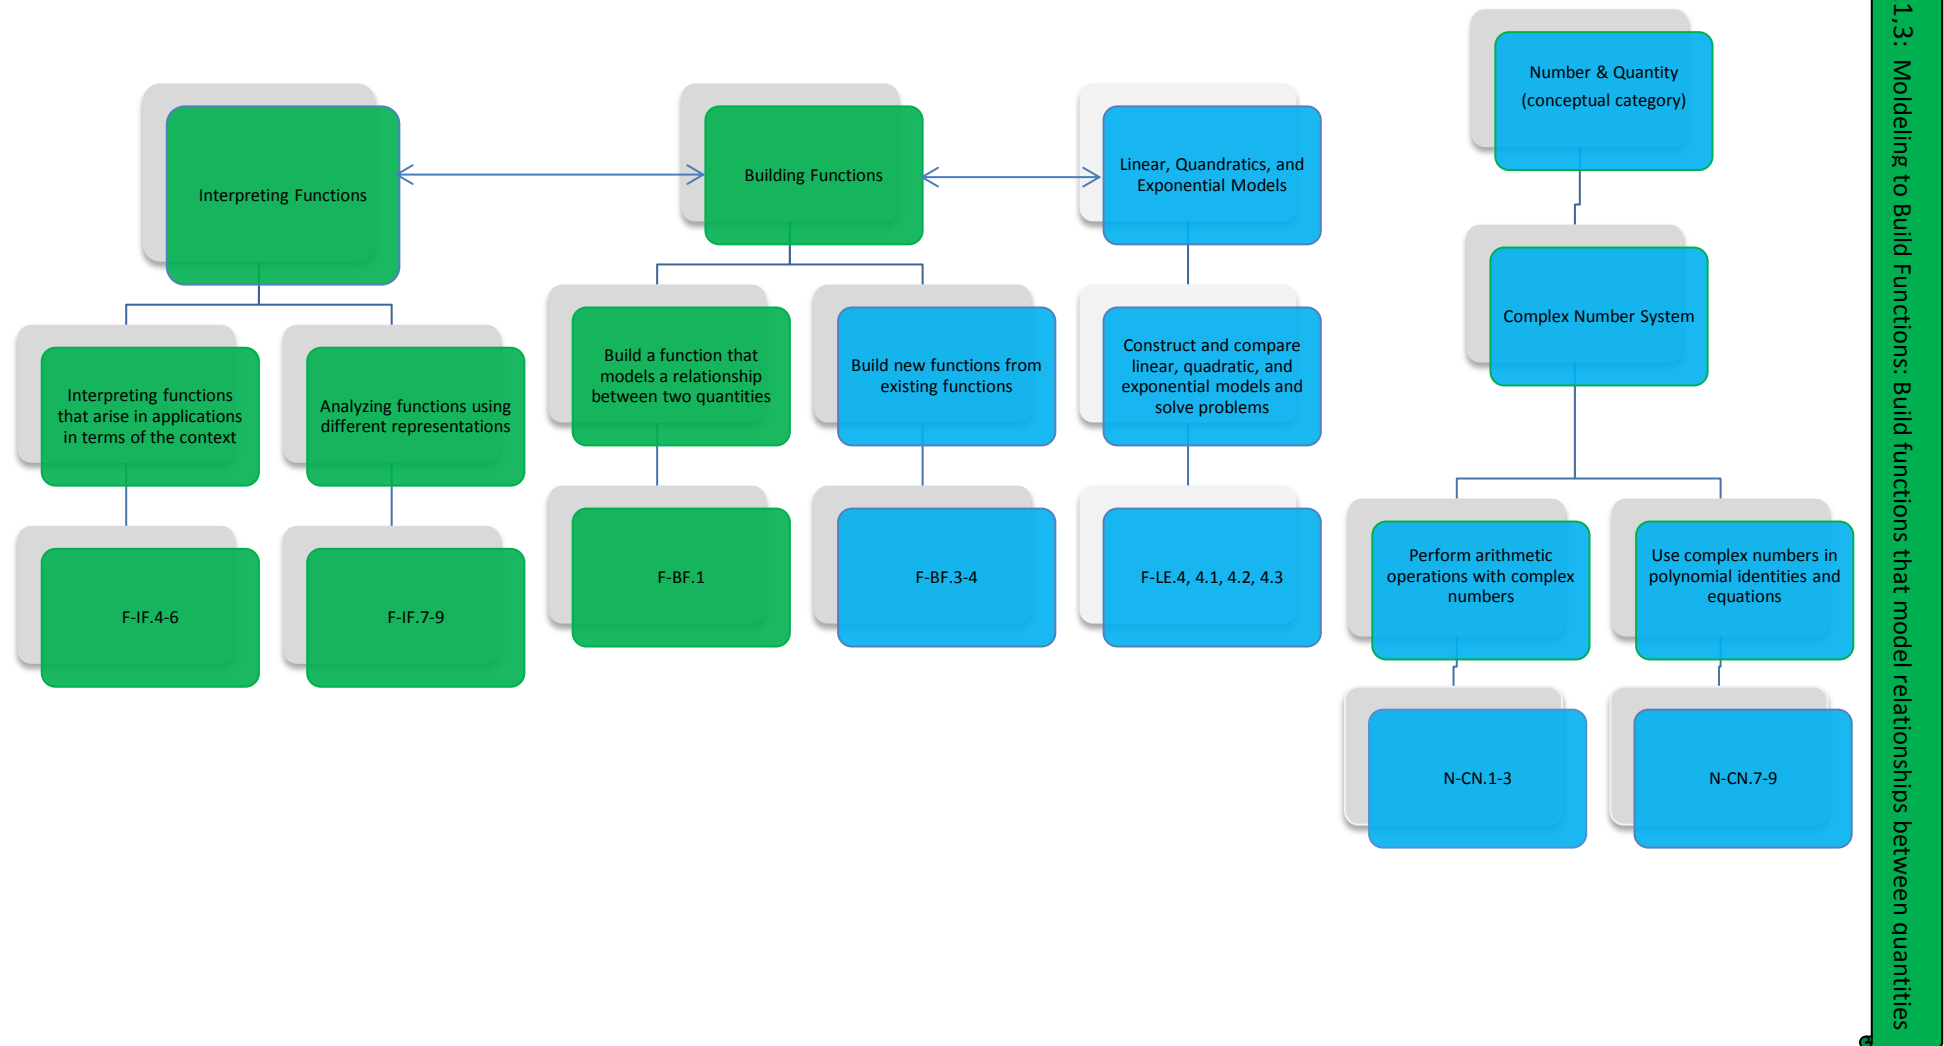 Number & Quantity
(conceptual category)
Interpreting Functions
Building Functions
Linear, Quandratics, and
Exponential Models
Complex Number System
Interpreting functions
that arise in applications
in terms of the context
Analyzing functions using
different representations
Build a function that
models a relationship
between two quantities
Build new functions from
existing functions
Construct and compare
linear, quadratic, and
exponential models and
solve problems
Perform arithmetic
operations with complex
numbers
Use complex numbers in
polynomial identities and
equations
F-IF.4-6
F-IF.7-9
F-BF.1
F-BF.3-4
F-LE.4, 4.1, 4.2, 4.3
N-CN.1-3
N-CN.7-9
1,3: Moldeling to Build Functions: Build functions that model relationships between quantities